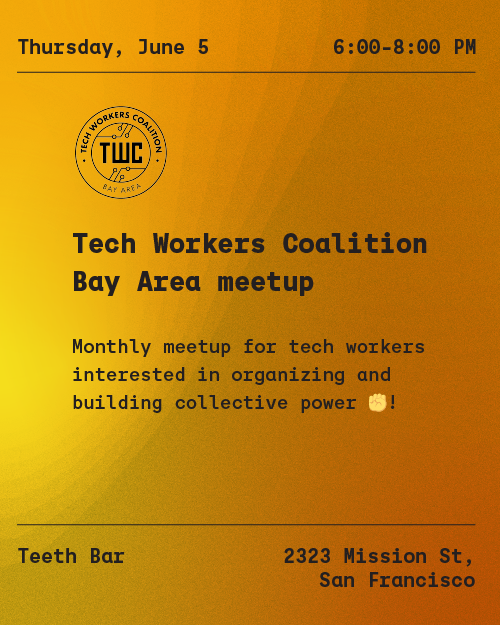 Thursday, June 5
6:00-8:00 PM
TECH WORKERS COALITION
TWC
BAY AREA
Tech Workers Coalition
Bay Area meetup
Monthly meetup for tech workers
interested in organizing and
building collective power ✊!
Teeth Bar
2323 Mission St,
San Francisco